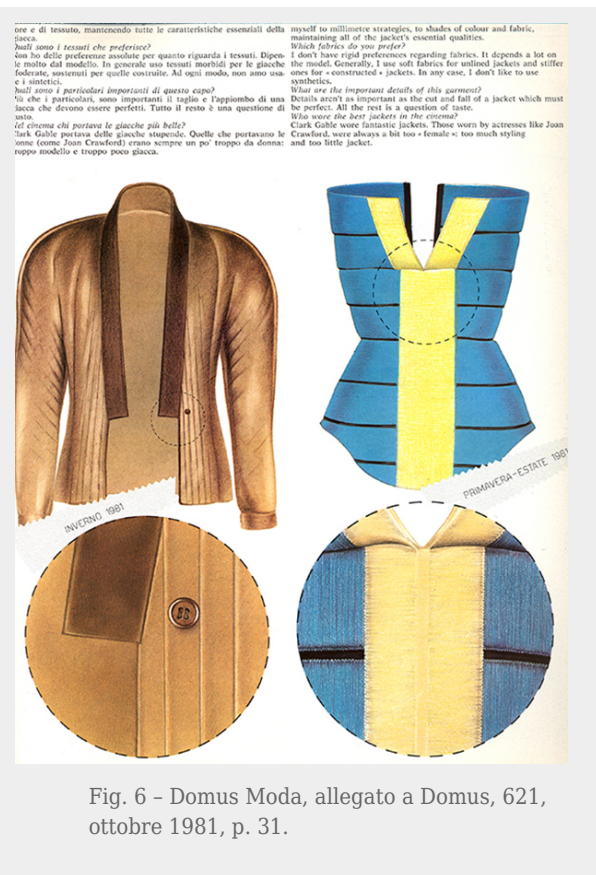 ore e di tessuto, mantenendo tutte le caratteristiche essenziali della
giacca.
Quali sono i tessuti che preferisce?
Non ho delle preferenze assolute per quanto riguarda i tessuti. Dipen-
de molto dal modello. In generale uso tessuti morbidi per le giacche
foderate, sostenuti per quelle costruite. Ad ogni modo, non amo usa-
e i sintetici.
Quali sono i particolari importanti di questo capo?
Più che i particolari, sono importanti il taglio e l'appiombo di una
giacca che devono essere perfetti. Tutto il resto è una questione di
gusto.
Nel cinema chi portava le giacche più belle?
Clark Gable portava delle giacche stupende. Quelle che portavano le
donne (come Joan Crawford) erano sempre un po' troppo da donna:
troppo modello e troppo poco giacca.
myself to millimetre strategies, to shades of colour and fabric,
maintaining all of the jacket's essential qualities.
Which fabrics do you prefer?
I don't have rigid preferences regarding fabrics. It depends a lot on
the model. Generally, I use soft fabrics for unlined jackets and stiffer
ones for « constructed » jackets. In any case, I don't like to use
synthetics.
What are the important details of this garment?
Details aren't as important as the cut and fall of a jacket which must
be perfect. All the rest is a question of taste.
Who wore the best jackets in the cinema?
Clark Gable wore fantastic jackets. Those worn by actresses like Joan
Crawford, were always a bit too « female »: too much styling
and too little jacket.
INVERNO 1981
PRIMAVERA-ESTATE 1981
Fig. 6 – Domus Moda, allegato a Domus, 621,
ottobre 1981, p. 31.